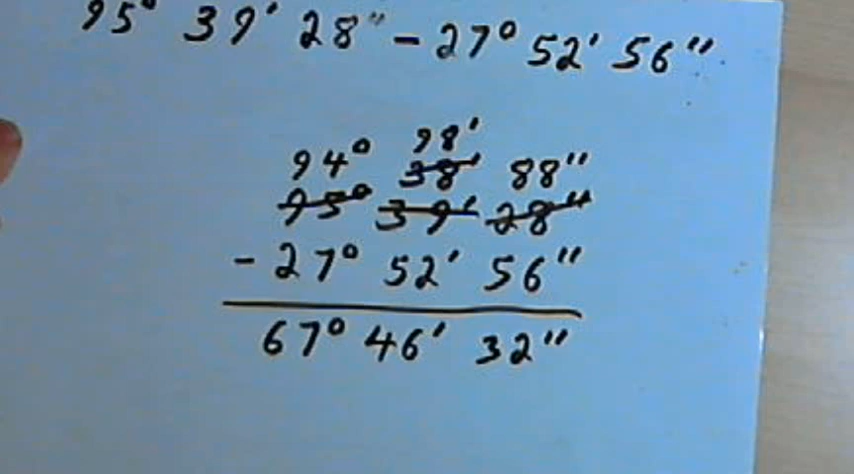 95° 39' 28" - 27° 52' 56"
98'
94° 38' 88"
95° 39' 28"
- 27° 52' 56"
67° 46' 32"